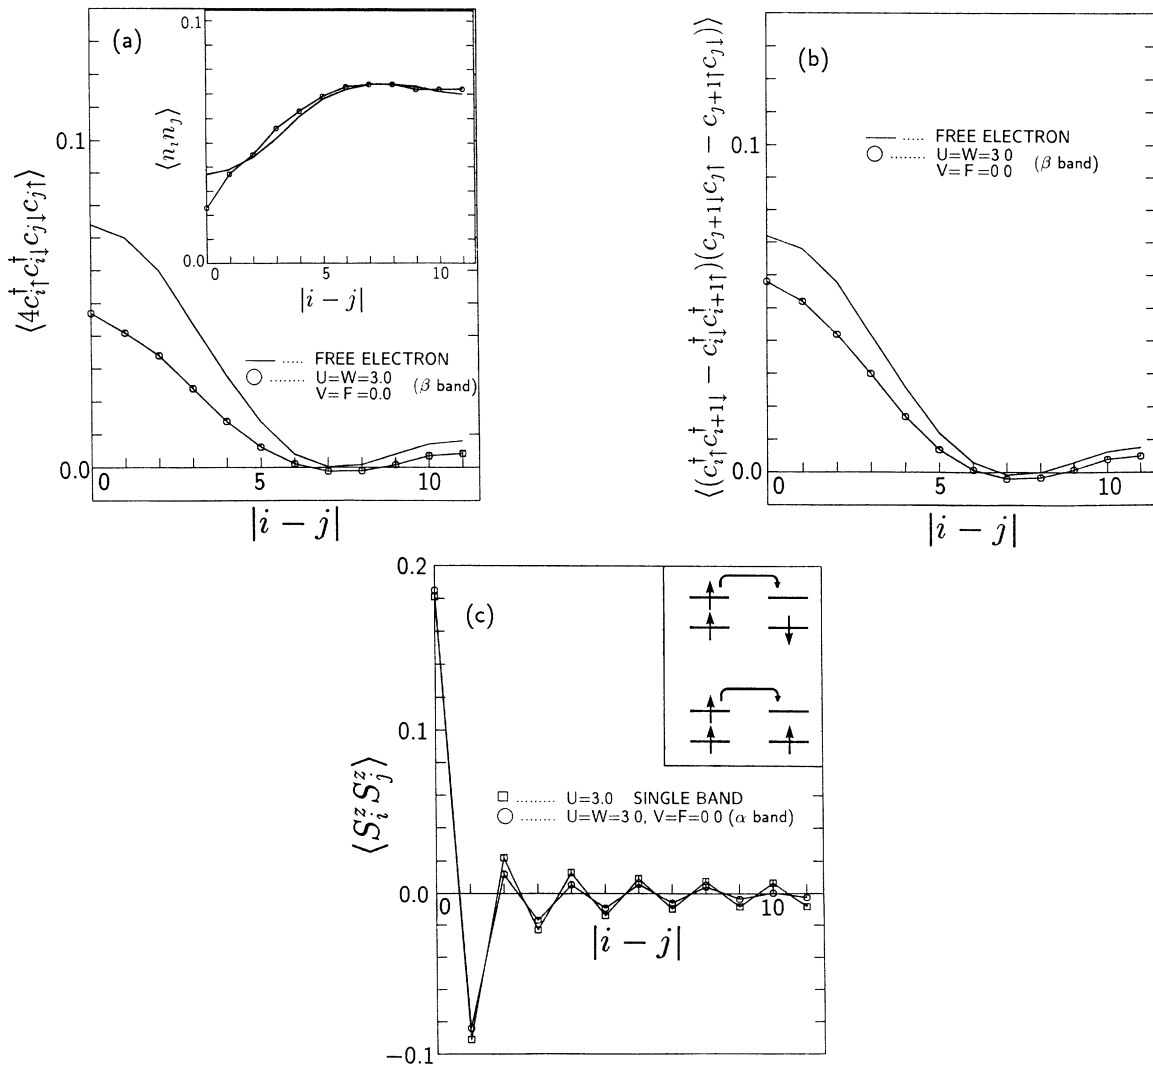 (a)
0.1
⟨n_i n_j⟩
0.0
0 5 10
|i − j|
0.1
⟨4c†_{i↑}c†_{i↓}c_{j↓}c_{j↑}⟩
0.0
—— ..... FREE ELECTRON
○ ........ U=W=3.0 (β band)
V=F=0.0
0 5 10
|i − j|
(b)
0.1
⟨(c†_{i↑}c†_{i+1↓} − c†_{i↓}c†_{i+1↑})(c_{j+1↓}c_{j↑} − c_{j+1↑}c_{j↓})⟩
0.0
—— ..... FREE ELECTRON
○ ........ U=W=3 0 (β band)
V=F=0 0
0 5 10
|i − j|
(c)
0.2
0.1
0.0
−0.1
⟨S^z_i S^z_j⟩
□ ........ U=3.0 SINGLE BAND
○ ........ U=W=3 0, V=F=0 0 (α band)
0 10
|i − j|